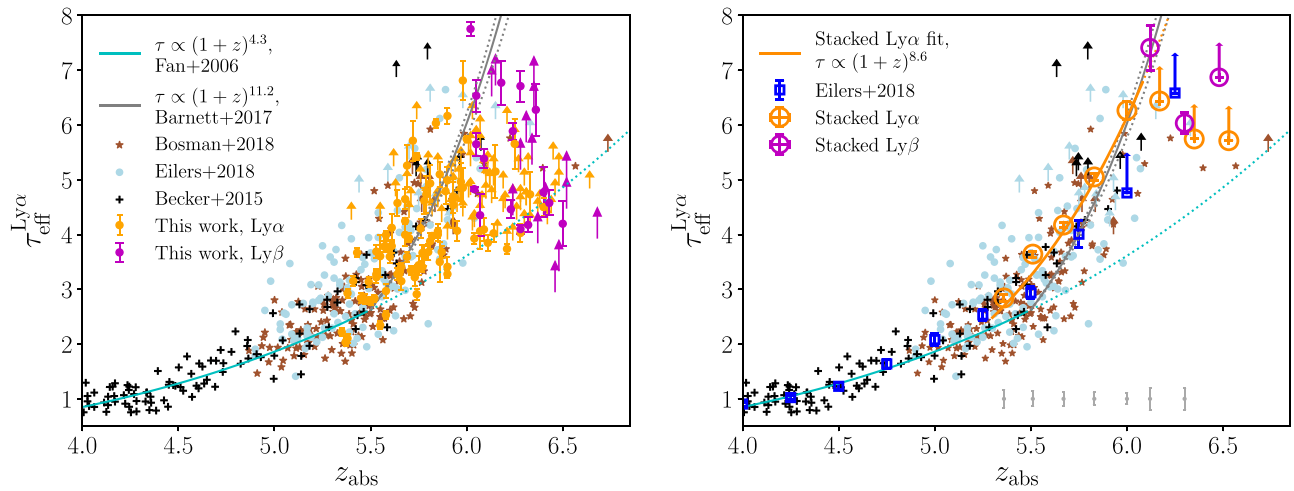 τ ∝ (1 + z)^4.3,
Fan+2006
τ ∝ (1 + z)^11.2,
Barnett+2017
Bosman+2018
Eilers+2018
Becker+2015
This work, Lyα
This work, Lyβ
τ_eff^Lyα
8
7
6
5
4
3
2
1
4.0 4.5 5.0 5.5 6.0 6.5
z_abs
Stacked Lyα fit,
τ ∝ (1 + z)^8.6
Eilers+2018
Stacked Lyα
Stacked Lyβ
τ_eff^Lyα
8
7
6
5
4
3
2
1
4.0 4.5 5.0 5.5 6.0 6.5
z_abs